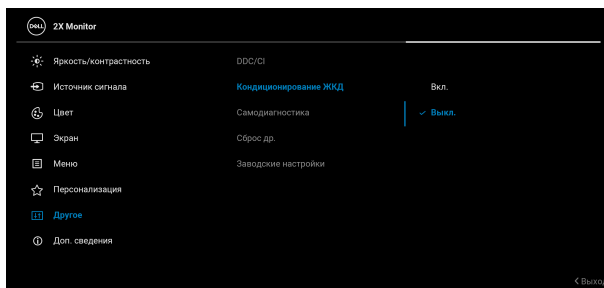 DELL 2X Monitor
Яркость/контрастность DDC/CI
Источник сигнала Кондиционирование ЖКД Вкл.
Цвет Самодиагностика Выкл.
Экран Сброс др.
Меню Заводские настройки
Персонализация
Другое
Доп. сведения
Выход